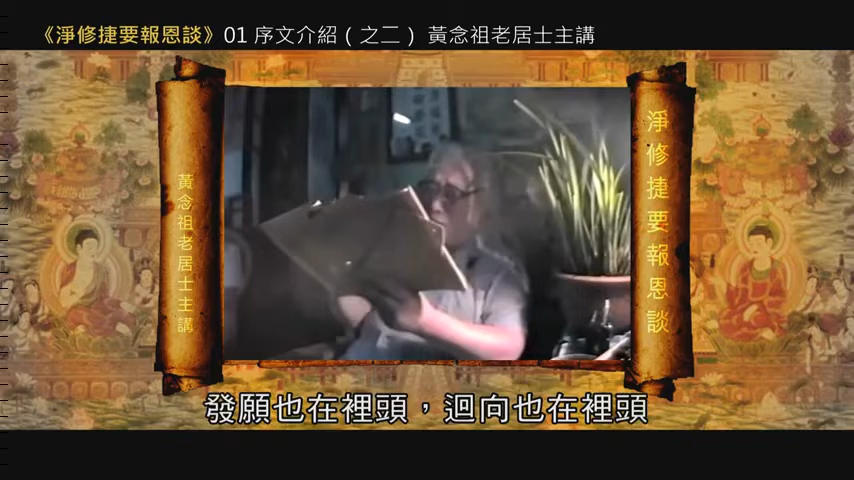 《淨修捷要報恩談》01 序文介紹（之二） 黃念祖老居士主講
淨修捷要報恩談
黃念祖老居士主講
發願也在裡頭，迴向也在裡頭